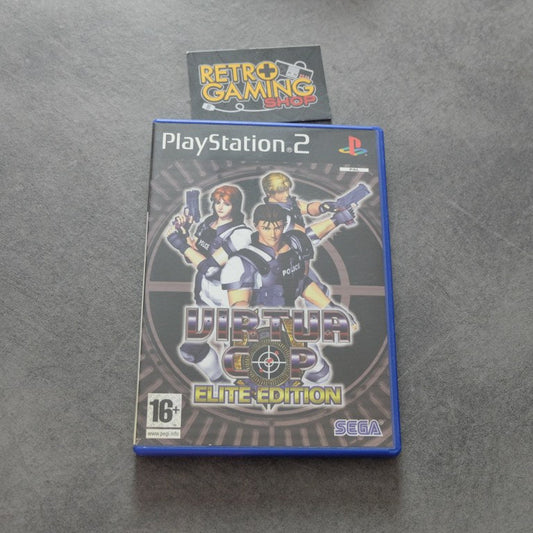 RETRO
GAMING
SHOP
PlayStation®2
PAL
POLICE
POLICE
VIRTUA
COP
ELITE EDITION
16+
www.pegi.info
SEGA